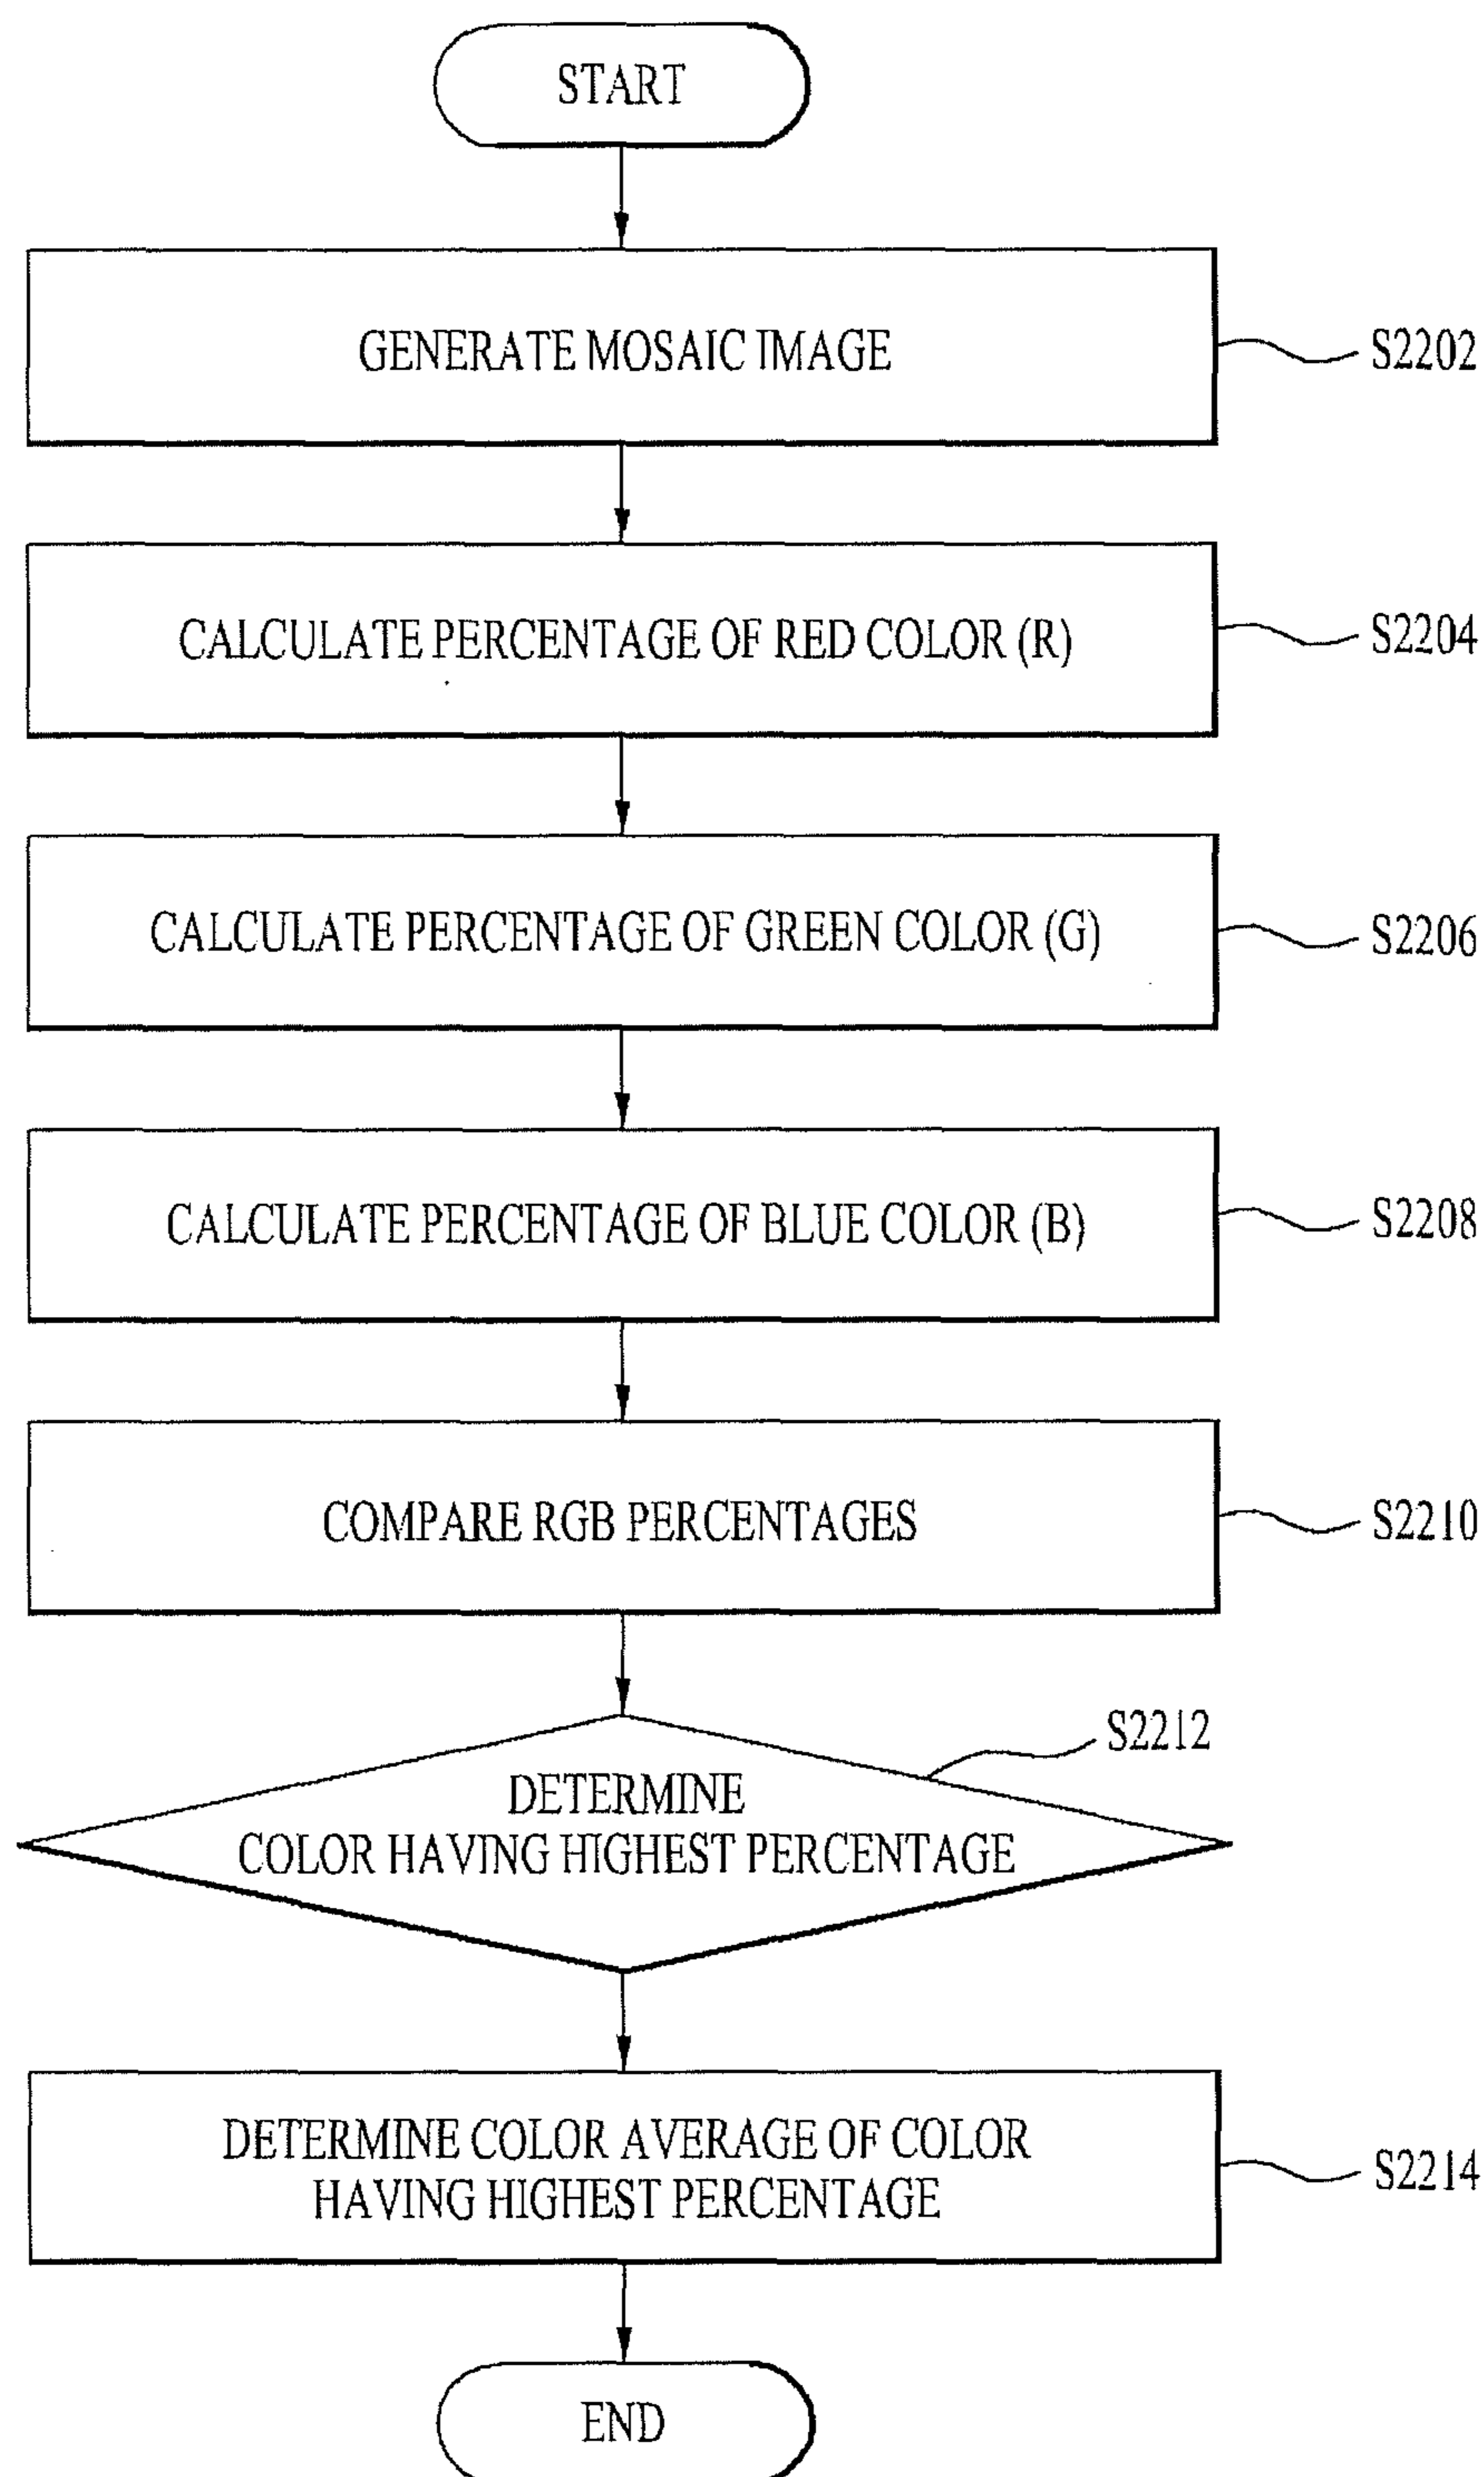 START
GENERATE MOSAIC IMAGE
S2202
CALCULATE PERCENTAGE OF RED COLOR (R)
S2204
CALCULATE PERCENTAGE OF GREEN COLOR (G)
S2206
CALCULATE PERCENTAGE OF BLUE COLOR (B)
S2208
COMPARE RGB PERCENTAGES
S2210
S2212
DETERMINE
COLOR HAVING HIGHEST PERCENTAGE
DETERMINE COLOR AVERAGE OF COLOR
HAVING HIGHEST PERCENTAGE
S2214
END